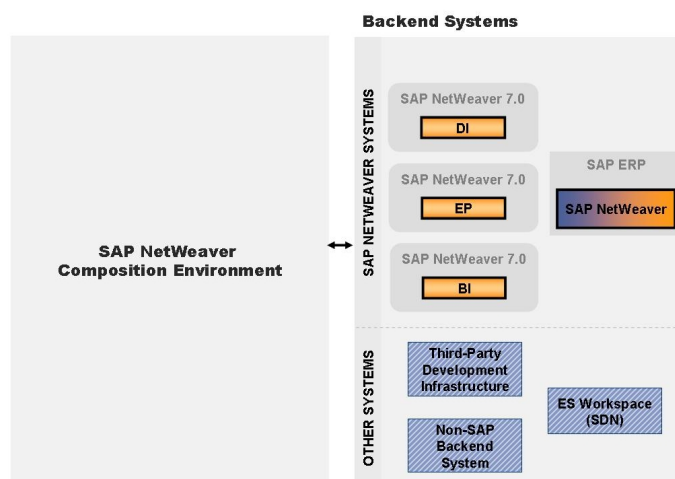 Backend Systems
SAP NetWeaver
Composition Environment
SAP NETWEAVER SYSTEMS
SAP NetWeaver 7.0
DI
SAP NetWeaver 7.0
EP
SAP NetWeaver 7.0
BI
SAP ERP
SAP NetWeaver
OTHER SYSTEMS
Third-Party
Development
Infrastructure
Non-SAP
Backend
System
ES Workspace
(SDN)